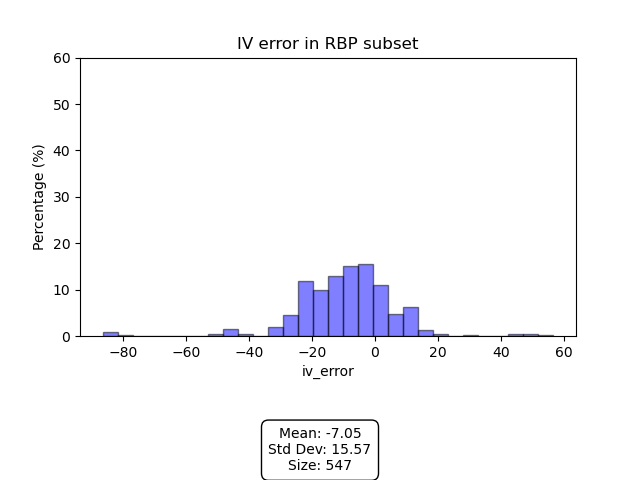 IV error in RBP subset
60
50
40
30
20
10
0
Percentage (%)
−80
−60
−40
−20
0
20
40
60
iv_error
Mean: -7.05
Std Dev: 15.57
Size: 547